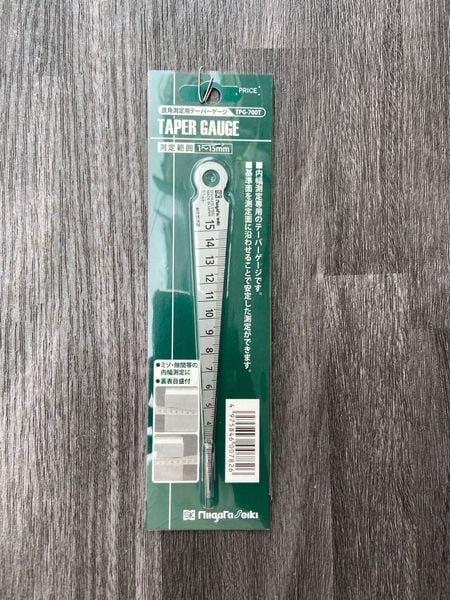 PRICE
直角測定用テーパーゲージ TPG-700T
TAPER GAUGE
測定範囲 1〜15mm
■内幅測定専用のテーパーゲージです。
■基準面を測定面に沿わせることで安定した測定ができます。
Niigata Seiki
15
14
13
12
11
10
9
8
7
6
5
4
●ミゾ・隙間等の
内幅測定に
●裏表目盛付
4975846007826
SK Niigata Seiki